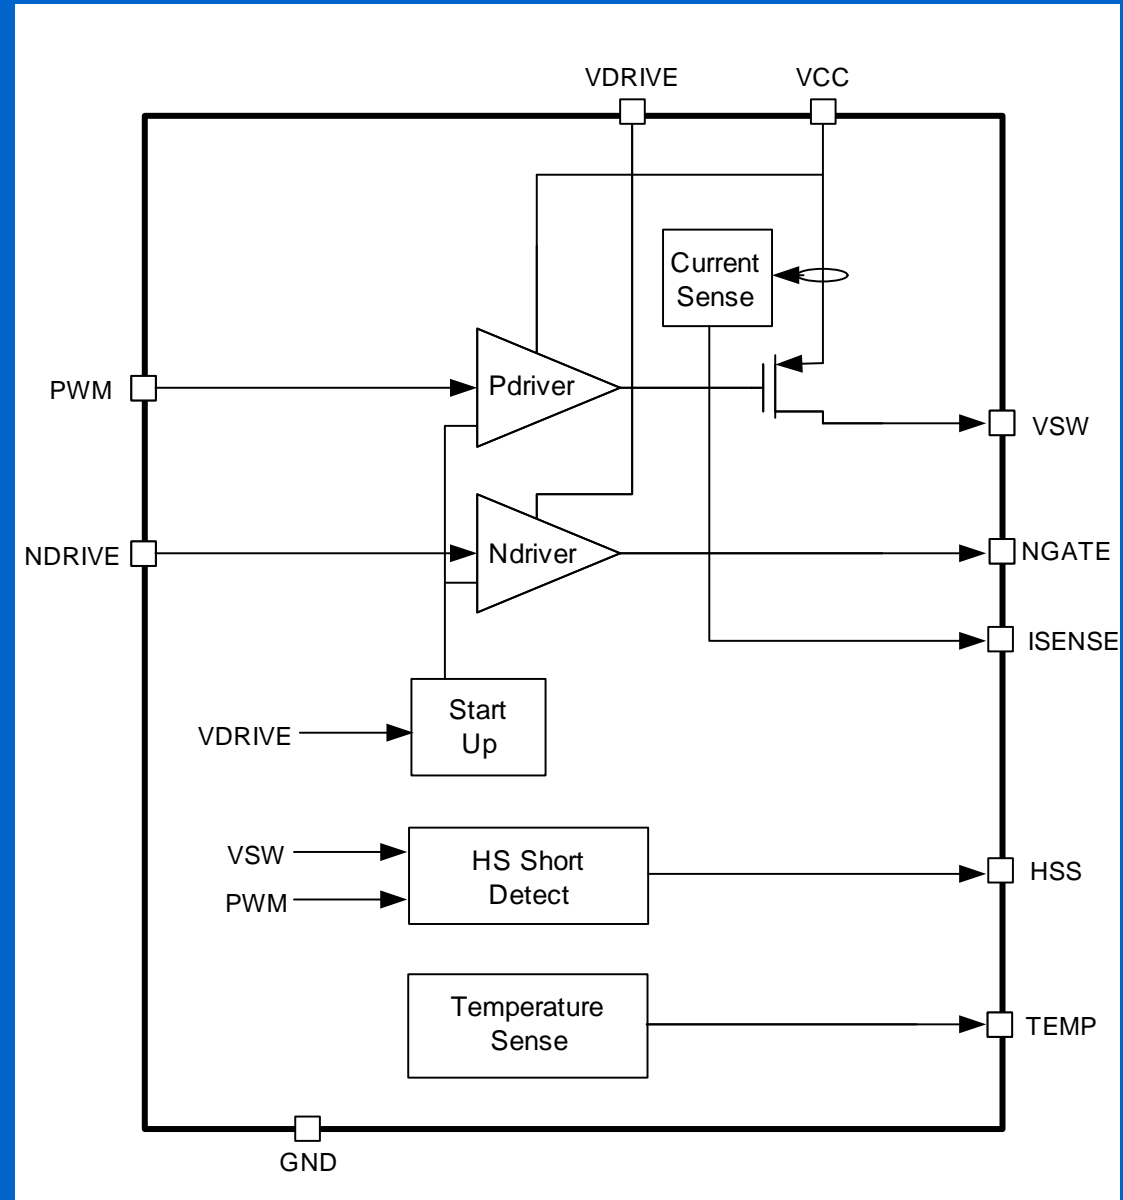 VDRIVE
VCC
Current
Sense
PWM
Pdriver
VSW
NDRIVE
Ndriver
NGATE
ISENSE
Start
Up
VDRIVE
VSW
PWM
HS Short
Detect
HSS
Temperature
Sense
TEMP
GND